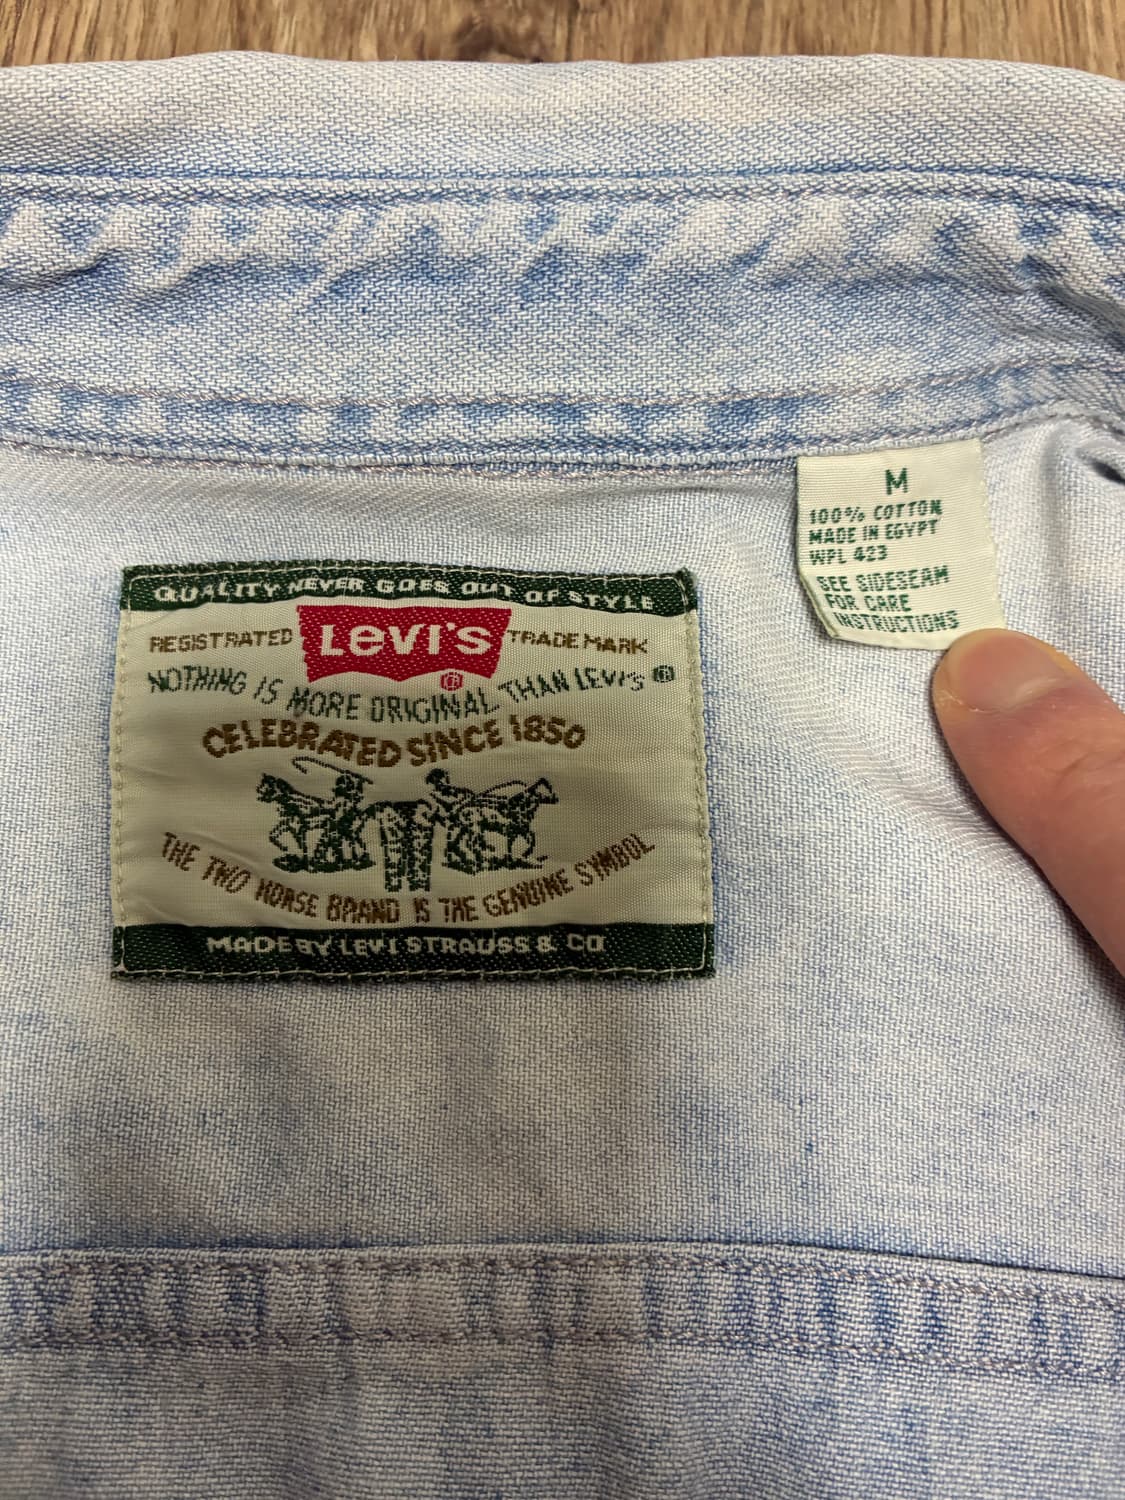 QUALITY NEVER GOES OUT OF STYLE
REGISTRATED LEVI'S ® TRADE MARK
NOTHING IS MORE ORIGINAL THAN LEVI'S ®
CELEBRATED SINCE 1850
THE TWO HORSE BRAND IS THE GENUINE SYMBOL
MADE BY LEVI STRAUSS & CO
M
100% COTTON
MADE IN EGYPT
WPL 423
SEE SIDESEAM
FOR CARE
INSTRUCTIONS